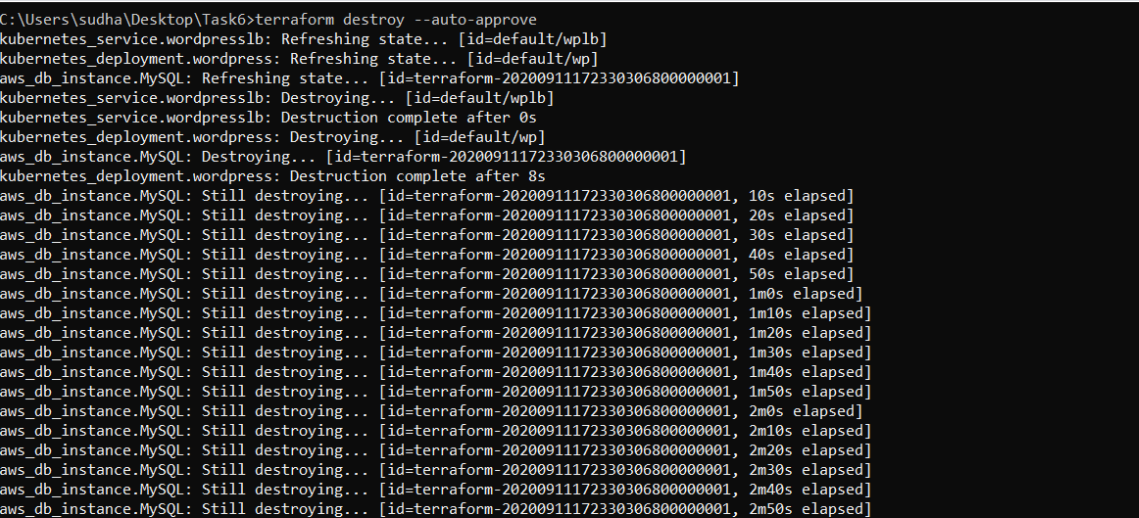 C:\Users\sudha\Desktop\Task6>terraform destroy --auto-approve
kubernetes_service.wordpresslb: Refreshing state... [id=default/wplb]
kubernetes_deployment.wordpress: Refreshing state... [id=default/wp]
aws_db_instance.MySQL: Refreshing state... [id=terraform-20200911172330306800000001]
kubernetes_service.wordpresslb: Destroying... [id=default/wplb]
kubernetes_service.wordpresslb: Destruction complete after 0s
kubernetes_deployment.wordpress: Destroying... [id=default/wp]
aws_db_instance.MySQL: Destroying... [id=terraform-20200911172330306800000001]
kubernetes_deployment.wordpress: Destruction complete after 8s
aws_db_instance.MySQL: Still destroying... [id=terraform-20200911172330306800000001, 10s elapsed]
aws_db_instance.MySQL: Still destroying... [id=terraform-20200911172330306800000001, 20s elapsed]
aws_db_instance.MySQL: Still destroying... [id=terraform-20200911172330306800000001, 30s elapsed]
aws_db_instance.MySQL: Still destroying... [id=terraform-20200911172330306800000001, 40s elapsed]
aws_db_instance.MySQL: Still destroying... [id=terraform-20200911172330306800000001, 50s elapsed]
aws_db_instance.MySQL: Still destroying... [id=terraform-20200911172330306800000001, 1m0s elapsed]
aws_db_instance.MySQL: Still destroying... [id=terraform-20200911172330306800000001, 1m10s elapsed]
aws_db_instance.MySQL: Still destroying... [id=terraform-20200911172330306800000001, 1m20s elapsed]
aws_db_instance.MySQL: Still destroying... [id=terraform-20200911172330306800000001, 1m30s elapsed]
aws_db_instance.MySQL: Still destroying... [id=terraform-20200911172330306800000001, 1m40s elapsed]
aws_db_instance.MySQL: Still destroying... [id=terraform-20200911172330306800000001, 1m50s elapsed]
aws_db_instance.MySQL: Still destroying... [id=terraform-20200911172330306800000001, 2m0s elapsed]
aws_db_instance.MySQL: Still destroying... [id=terraform-20200911172330306800000001, 2m10s elapsed]
aws_db_instance.MySQL: Still destroying... [id=terraform-20200911172330306800000001, 2m20s elapsed]
aws_db_instance.MySQL: Still destroying... [id=terraform-20200911172330306800000001, 2m30s elapsed]
aws_db_instance.MySQL: Still destroying... [id=terraform-20200911172330306800000001, 2m40s elapsed]
aws_db_instance.MySQL: Still destroying... [id=terraform-20200911172330306800000001, 2m50s elapsed]